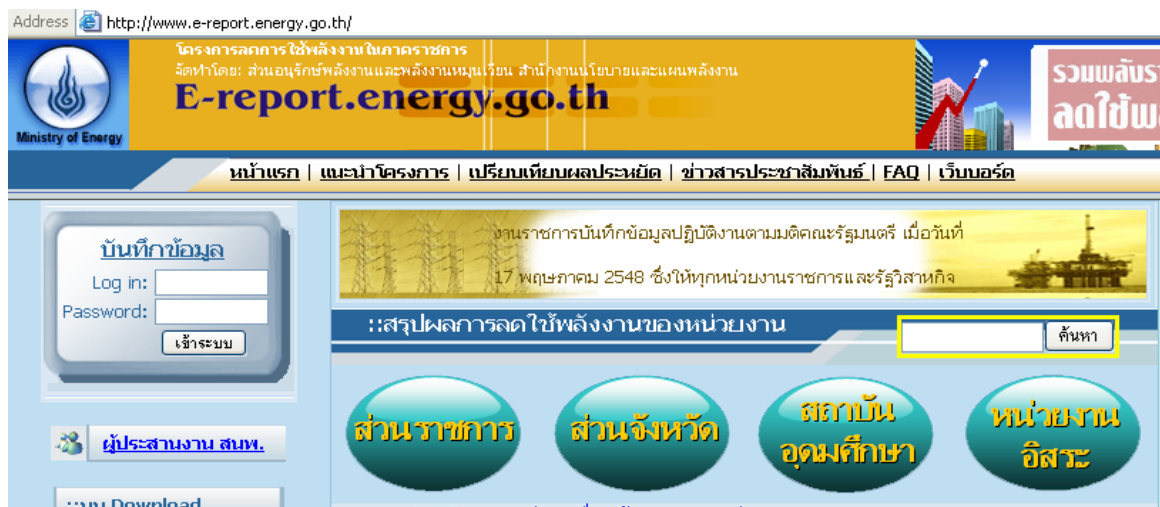 Address http://www.e-report.energy.go.th/
โครงการลดการใช้พลังงานในภาคราชการ
จัดทำโดย: ส่วนอนุรักษ์พลังงานและพลังงานหมุนเวียน สำนักงานนโยบายและแผนพลังงาน
E-report.energy.go.th
Ministry of Energy
รวมพลังรา
ลดใช้พล
หน้าแรก | แนะนำโครงการ | เปรียบเทียบผลประหยัด | ข่าวสารประชาสัมพันธ์ | FAQ | เว็บบอร์ด
บันทึกข้อมูล
Log in:
Password:
เข้าระบบ
งานราชการบันทึกข้อมูลปฏิบัติงานตามมติคณะรัฐมนตรี เมื่อวันที่
17 พฤษภาคม 2548 ซึ่งให้ทุกหน่วยงานราชการและรัฐวิสาหกิจ
::สรุปผลการลดใช้พลังงานของหน่วยงาน
ค้นหา
ส่วนราชการ
ส่วนจังหวัด
สถาบัน
อุดมศึกษา
หน่วยงาน
อิสระ
ผู้ประสานงาน สนพ.
Download